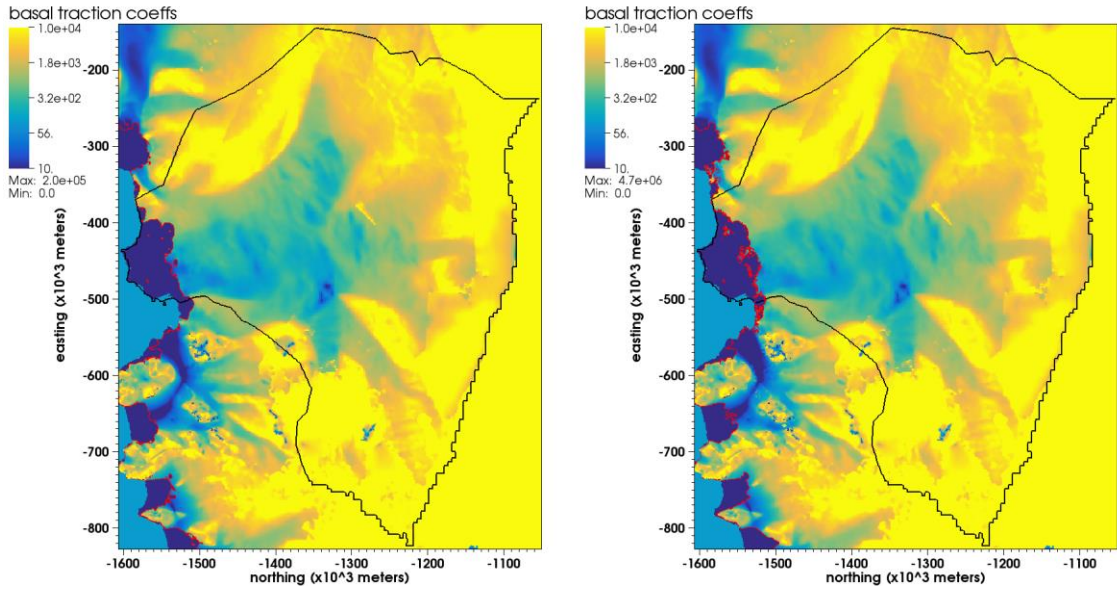 basal traction coeffs
1.0e+04
1.8e+03
3.2e+02
56.
10.
Max: 2.0e+05
Min: 0.0
-200
-300
-400
-500
-600
-700
-800
easting (x10^3 meters)
-1600 -1500 -1400 -1300 -1200 -1100
northing (x10^3 meters)
basal traction coeffs
1.0e+04
1.8e+03
3.2e+02
56.
10.
Max: 4.7e+06
Min: 0.0
-200
-300
-400
-500
-600
-700
-800
easting (x10^3 meters)
-1600 -1500 -1400 -1300 -1200 -1100
northing (x10^3 meters)